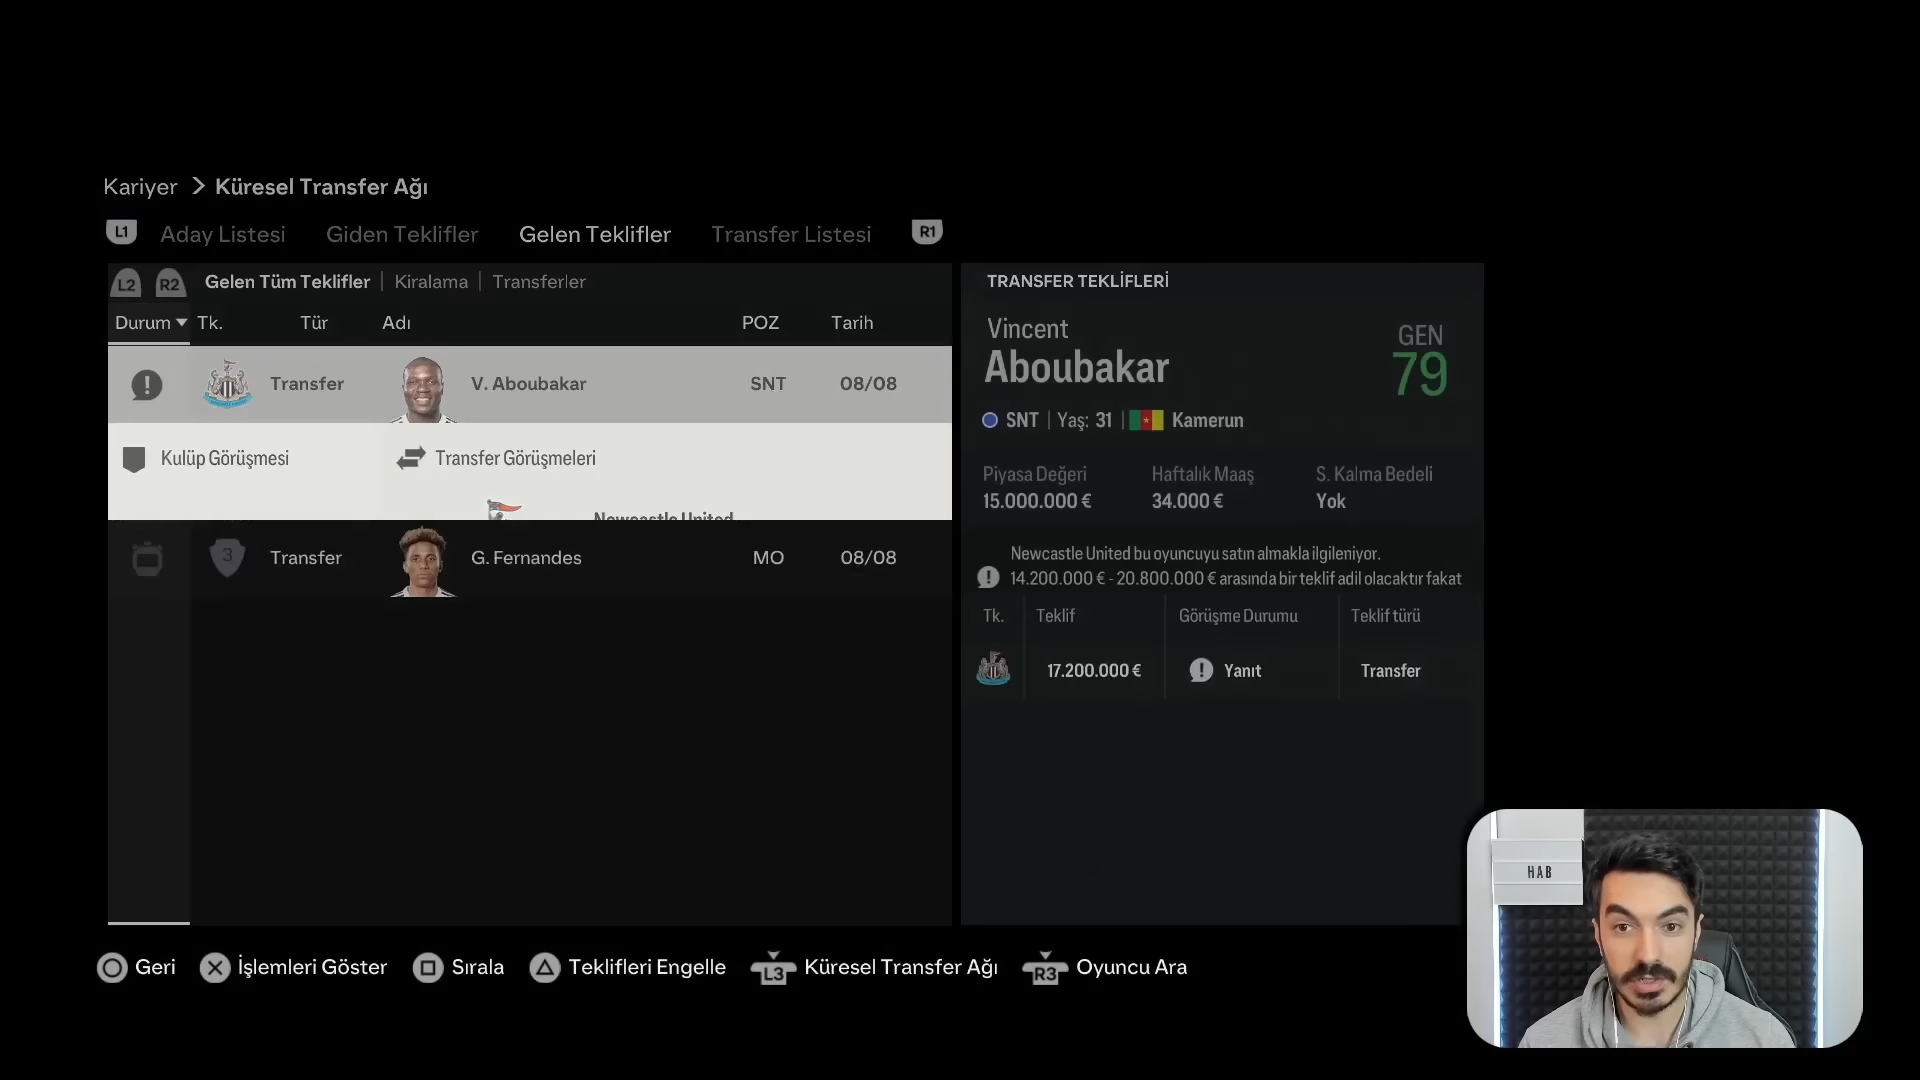 Kariyer > Küresel Transfer Ağı
L1 Aday Listesi Giden Teklifler Gelen Teklifler Transfer Listesi R1
L2 R2 Gelen Tüm Teklifler | Kiralama | Transferler
Durum Tk. Tür Adı POZ Tarih
Transfer V. Aboubakar SNT 08/08
Kulüp Görüşmesi Transfer Görüşmeleri
Newcastle United
3 Transfer G. Fernandes MO 08/08
TRANSFER TEKLİFLERİ
Vincent
Aboubakar
GEN
79
SNT | Yaş: 31 | Kamerun
Piyasa Değeri Haftalık Maaş S. Kalma Bedeli
15.000.000 € 34.000 € Yok
Newcastle United bu oyuncuyu satın almakla ilgileniyor.
14.200.000 € - 20.800.000 € arasında bir teklif adil olacaktır fakat
Tk. Teklif Görüşme Durumu Teklif türü
17.200.000 € Yanıt Transfer
HAB
Geri İşlemleri Göster Sırala Teklifleri Engelle L3 Küresel Transfer Ağı R3 Oyuncu Ara